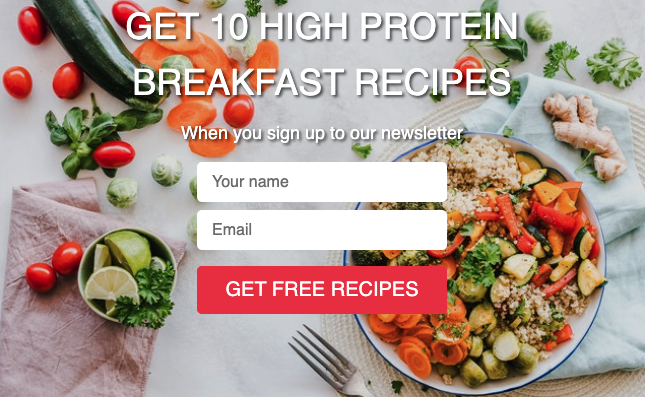 GET 10 HIGH PROTEIN
BREAKFAST RECIPES
When you sign up to our newsletter
Your name
Email
GET FREE RECIPES